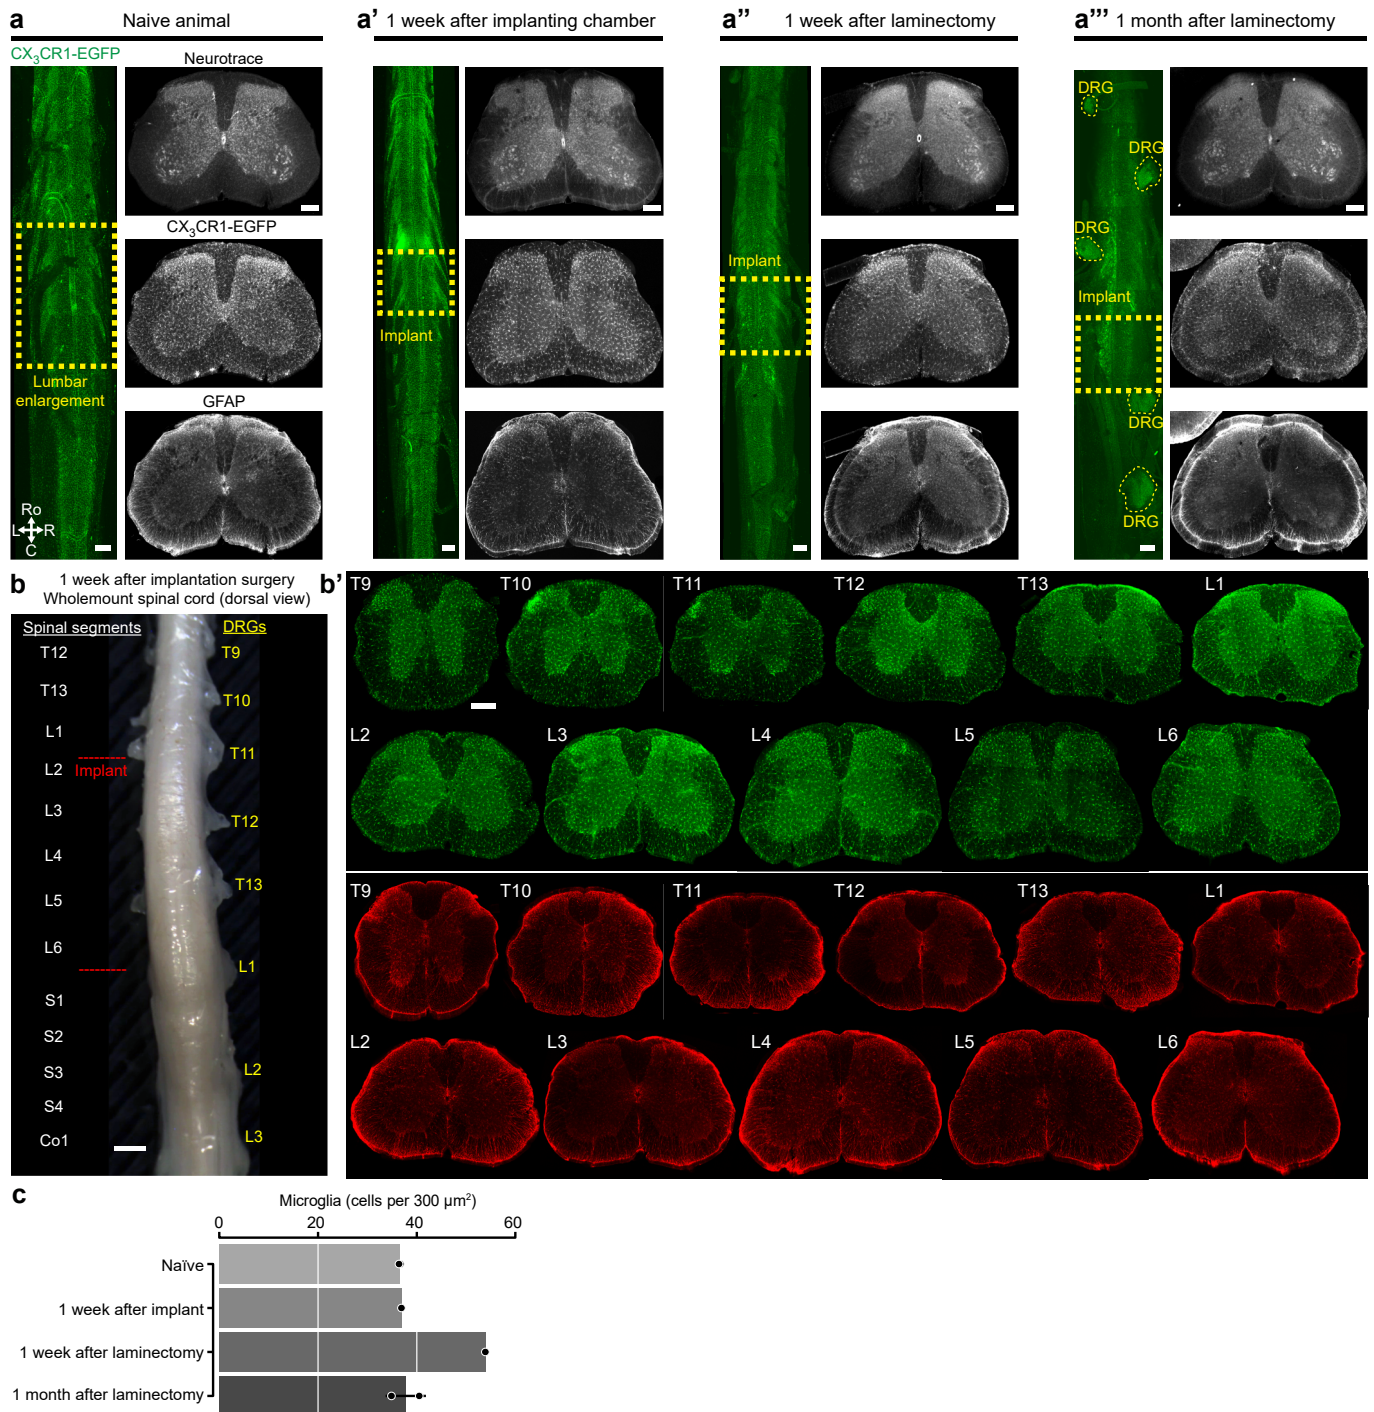 a Naive animal
a' 1 week after implanting chamber
a'' 1 week after laminectomy
a''' 1 month after laminectomy
CX3CR1-EGFP
Neurotrace
CX3CR1-EGFP
Lumbar
enlargement
GFAP
Ro
L R
C
Implant
Implant
DRG
DRG
DRG
Implant
DRG
DRG
b 1 week after implantation surgery
Wholemount spinal cord (dorsal view)
Spinal segments DRGs
T12 T9
T13 T10
L1 T11
L2 Implant
L3 T12
L4 T13
L5
L6 L1
S1
S2
S3 L2
S4
Co1 L3
b'
T9 T10 T11 T12 T13 L1
L2 L3 L4 L5 L6
T9 T10 T11 T12 T13 L1
L2 L3 L4 L5 L6
c
Microglia (cells per 300 µm²)
0 20 40 60
Naïve
1 week after implant
1 week after laminectomy
1 month after laminectomy